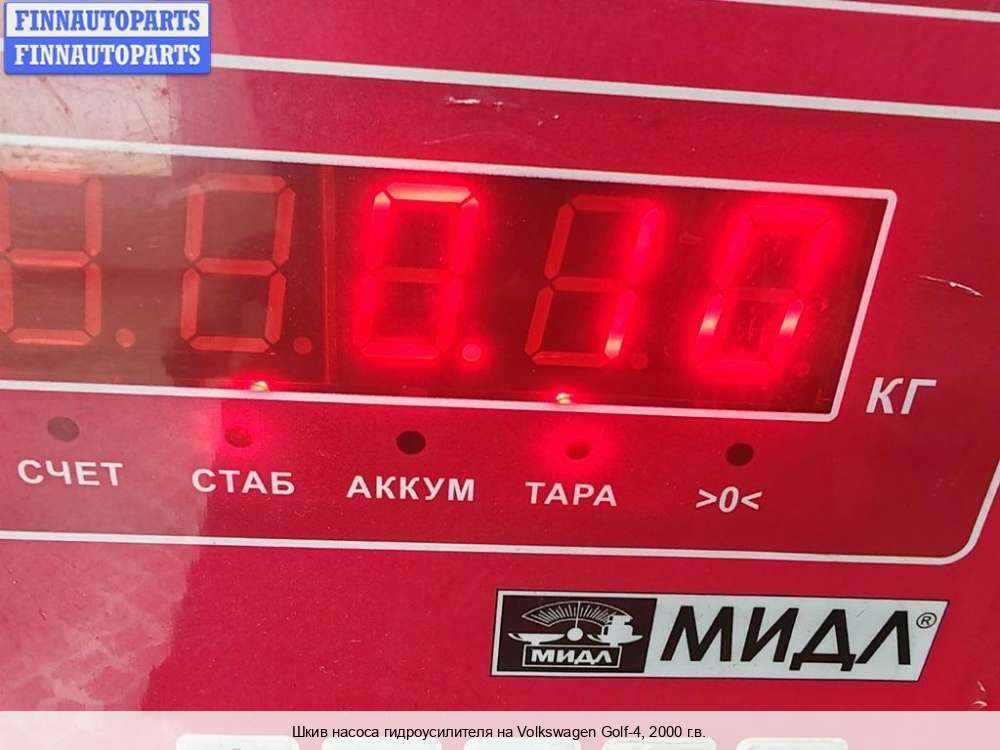 FINNAUTOPARTS
FINNAUTOPARTS
0.10
КГ
СЧЕТ СТАБ АККУМ ТАРА >0<
МИДЛ МИДЛ®
Шкив насоса гидроусилителя на Volkswagen Golf-4, 2000 г.в.